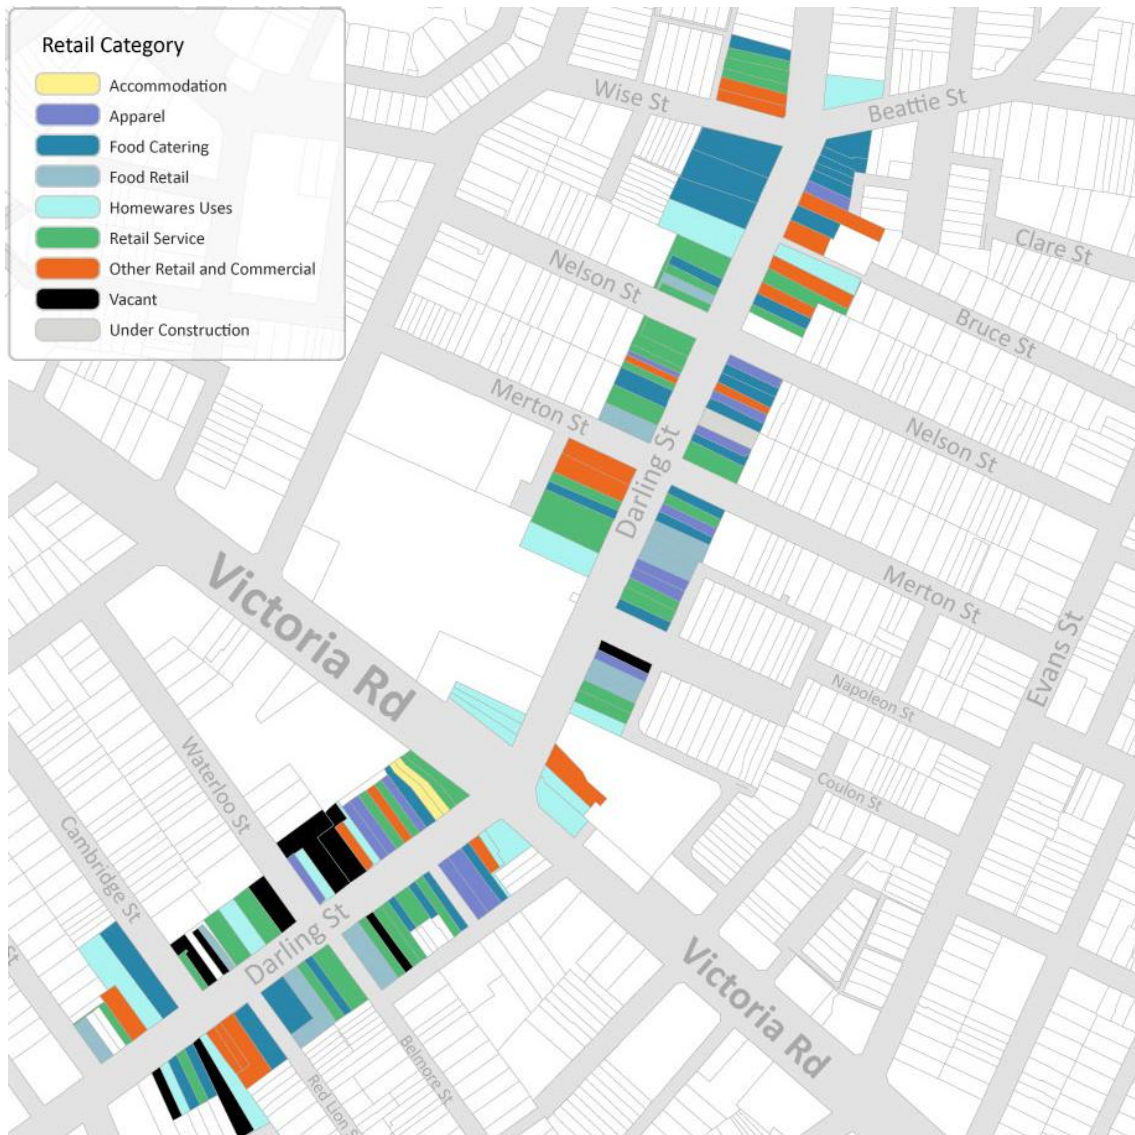 Retail Category
Accommodation
Apparel
Food Catering
Food Retail
Homewares Uses
Retail Service
Other Retail and Commercial
Vacant
Under Construction
Wise St
Beattie St
Clare St
Nelson St
Bruce St
Merton St
Nelson St
Darling St
Merton St
Victoria Rd
Evans St
Napoleon St
Waterloo St
Coulon St
Cambridge St
Darling St
St
Victoria Rd
Belmore St
Red Lion St